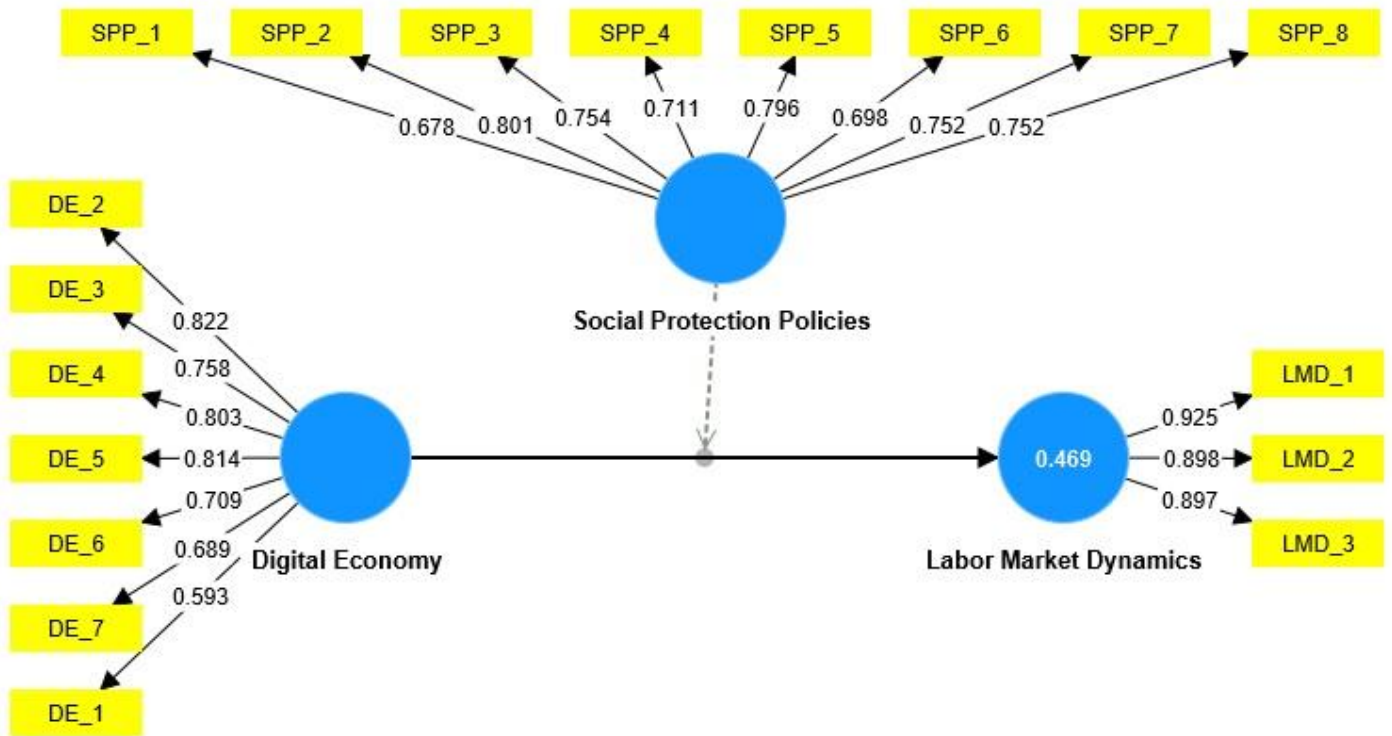 SPP_1 SPP_2 SPP_3 SPP_4 SPP_5 SPP_6 SPP_7 SPP_8
0.678 0.801 0.754 0.711 0.796 0.698 0.752 0.752
Social Protection Policies
DE_2
DE_3
DE_4
DE_5
DE_6
DE_7
DE_1
0.822
0.758
0.803
0.814
0.709
0.689
0.593
Digital Economy
0.469
Labor Market Dynamics
0.925
0.898
0.897
LMD_1
LMD_2
LMD_3